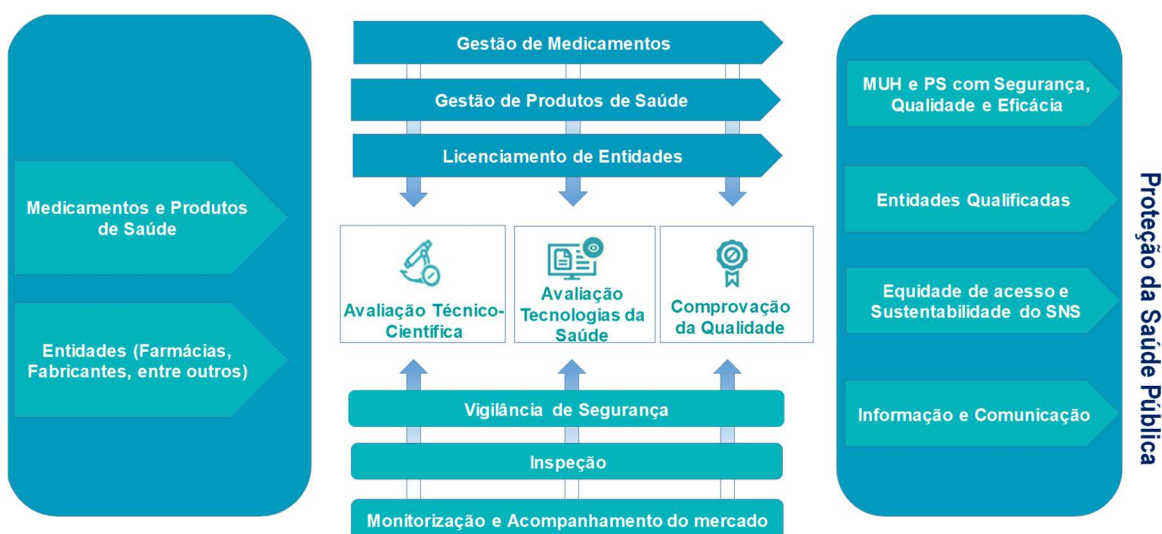 Medicamentos e Produtos
de Saúde
Entidades (Farmácias,
Fabricantes, entre outros)
Gestão de Medicamentos
Gestão de Produtos de Saúde
Licenciamento de Entidades
Avaliação Técnico-
Científica
Avaliação
Tecnologias da
Saúde
Comprovação
da Qualidade
Vigilância de Segurança
Inspeção
Monitorização e Acompanhamento do mercado
MUH e PS com Segurança,
Qualidade e Eficácia
Entidades Qualificadas
Equidade de acesso e
Sustentabilidade do SNS
Informação e Comunicação
Proteção da Saúde Pública